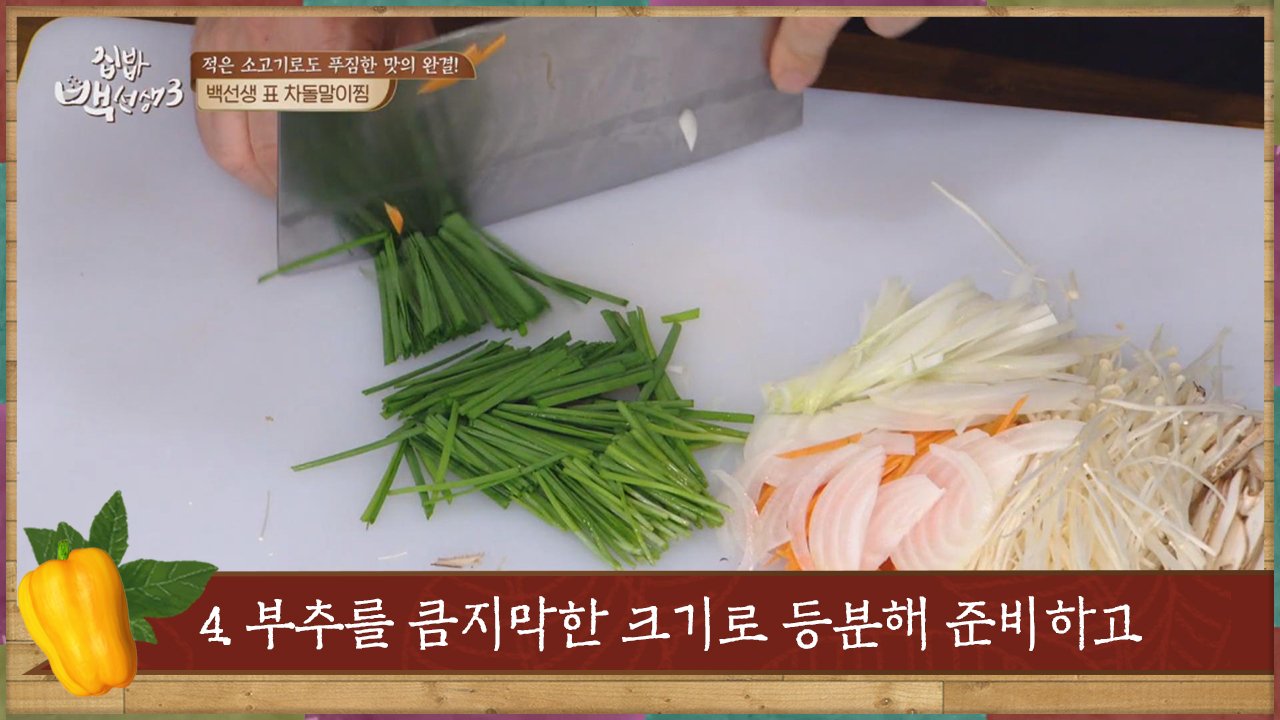 집밥
백선생3
적은 소고기로도 푸짐한 맛의 완결!
백선생 표 차돌말이찜
4. 부추를 큼지막한 크기로 등분해 준비하고